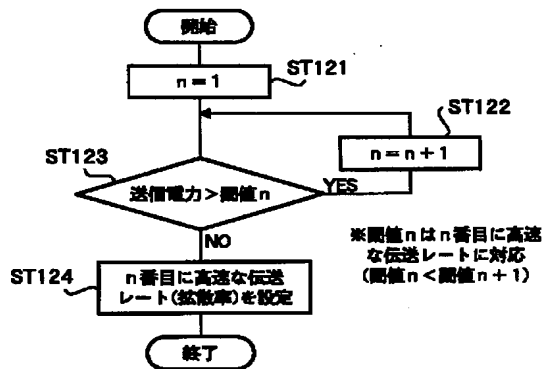 開始
n=1
ST121
ST122
n=n+1
ST123
送信電力>閾値n
YES
NO
※閾値nはn番目に高速
な伝送レートに対応
(閾値n<閾値n+1)
ST124
n番目に高速な伝送
レート(拡散率)を設定
終了